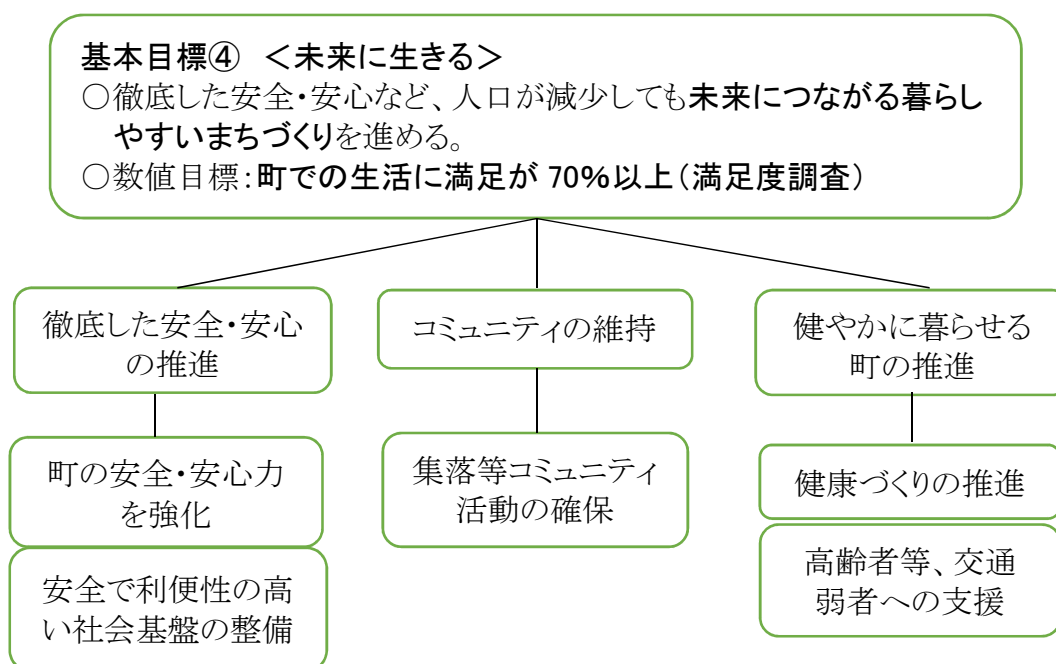 基本目標④ ＜未来に生きる＞
○徹底した安全・安心など、人口が減少しても未来につながる暮らし
やすいまちづくりを進める。
○数値目標：町での生活に満足が 70%以上（満足度調査）
徹底した安全・安心
の推進
コミュニティの維持
健やかに暮らせる
町の推進
町の安全・安心力
を強化
集落等コミュニティ
活動の確保
健康づくりの推進
安全で利便性の高
い社会基盤の整備
高齢者等、交通
弱者への支援